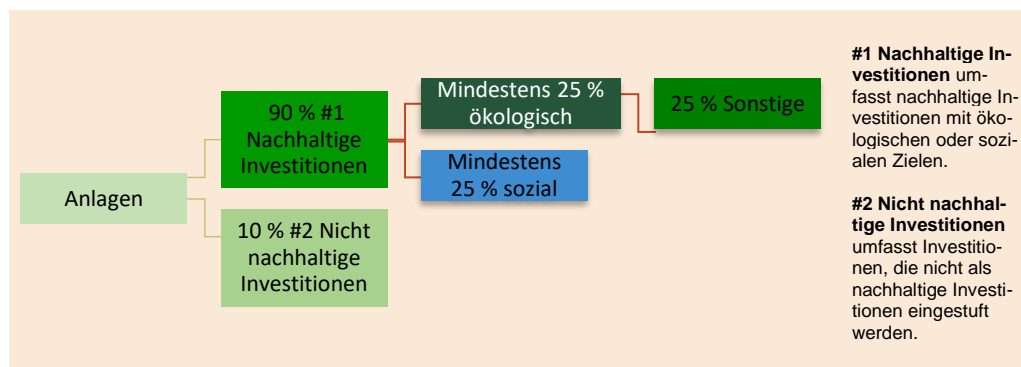 Anlagen
90 % #1
Nachhaltige
Investitionen
10 % #2 Nicht
nachhaltige
Investitionen
Mindestens 25 %
ökologisch
Mindestens
25 % sozial
25 % Sonstige
#1 Nachhaltige In-
vestitionen um-
fasst nachhaltige In-
vestitionen mit öko-
logischen oder sozi-
alen Zielen.
#2 Nicht nachhal-
tige Investitionen
umfasst Investitio-
nen, die nicht als
nachhaltige Investi-
tionen eingestuft
werden.